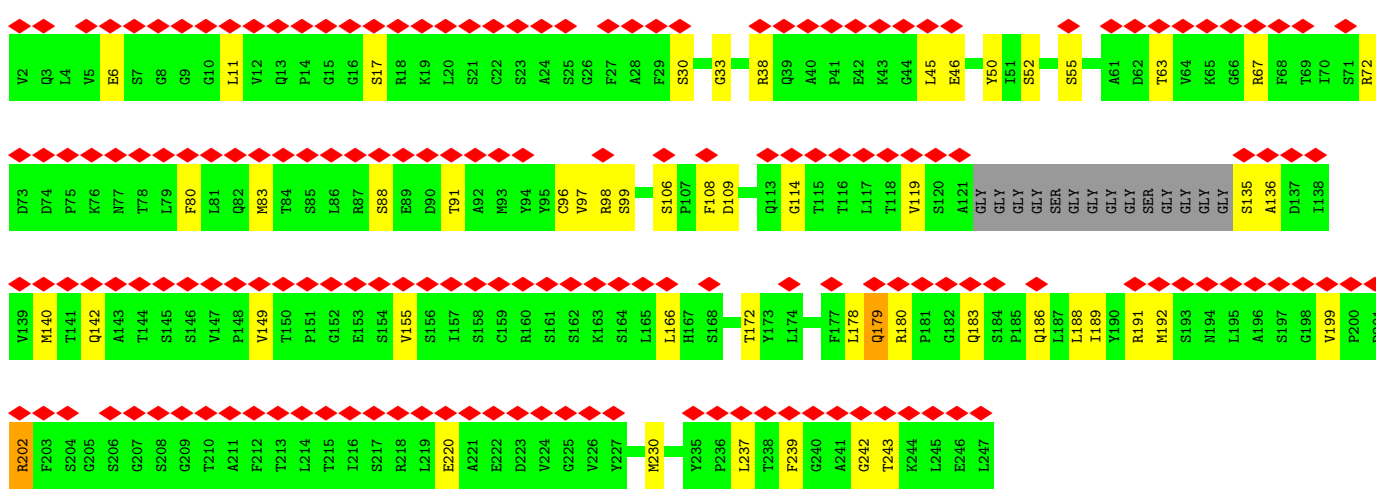 V2 Q3 L4 V5 E6 S7 G8 G9 G10 L11 V12 Q13 P14 G15 G16 S17 R18 K19 L20 S21 C22 S23 A24 S25 G26 F27 A28 F29 S30 G33 R38 Q39 A40 P41 E42 K43 G44 L45 E46 Y50 I51 S52 S55 A61 D62 T63 V64 K65 G66 R67 F68 T69 I70 S71 R72
D73 D74 P75 K76 N77 T78 L79 F80 L81 Q82 M83 T84 S85 L86 R87 S88 E89 D90 T91 A92 M93 Y94 Y95 C96 V97 R98 S99 S106 P107 F108 D109 Q113 G114 T115 T116 L117 T118 V119 S120 A121 GLY GLY GLY GLY SER GLY GLY GLY GLY SER GLY GLY GLY GLY S135 A136 D137 I138
V139 M140 T141 Q142 A143 T144 S145 S146 V147 P148 V149 T150 P151 G152 E153 S154 V155 S156 I157 S158 C159 R160 S161 S162 K163 S164 L165 L166 H167 S168 T172 Y173 L174 F177 L178 Q179 R180 P181 G182 Q183 S184 P185 Q186 L187 L188 I189 Y190 R191 M192 S193 N194 L195 A196 S197 G198 V199 P200
R202 F203 S204 G205 S206 G207 S208 G209 T210 A211 F212 T213 L214 T215 I216 S217 R218 L219 E220 A221 E222 D223 V224 G225 V226 Y227 M230 Y235 P236 L237 T238 F239 G240 A241 G242 T243 K244 L245 E246 L247